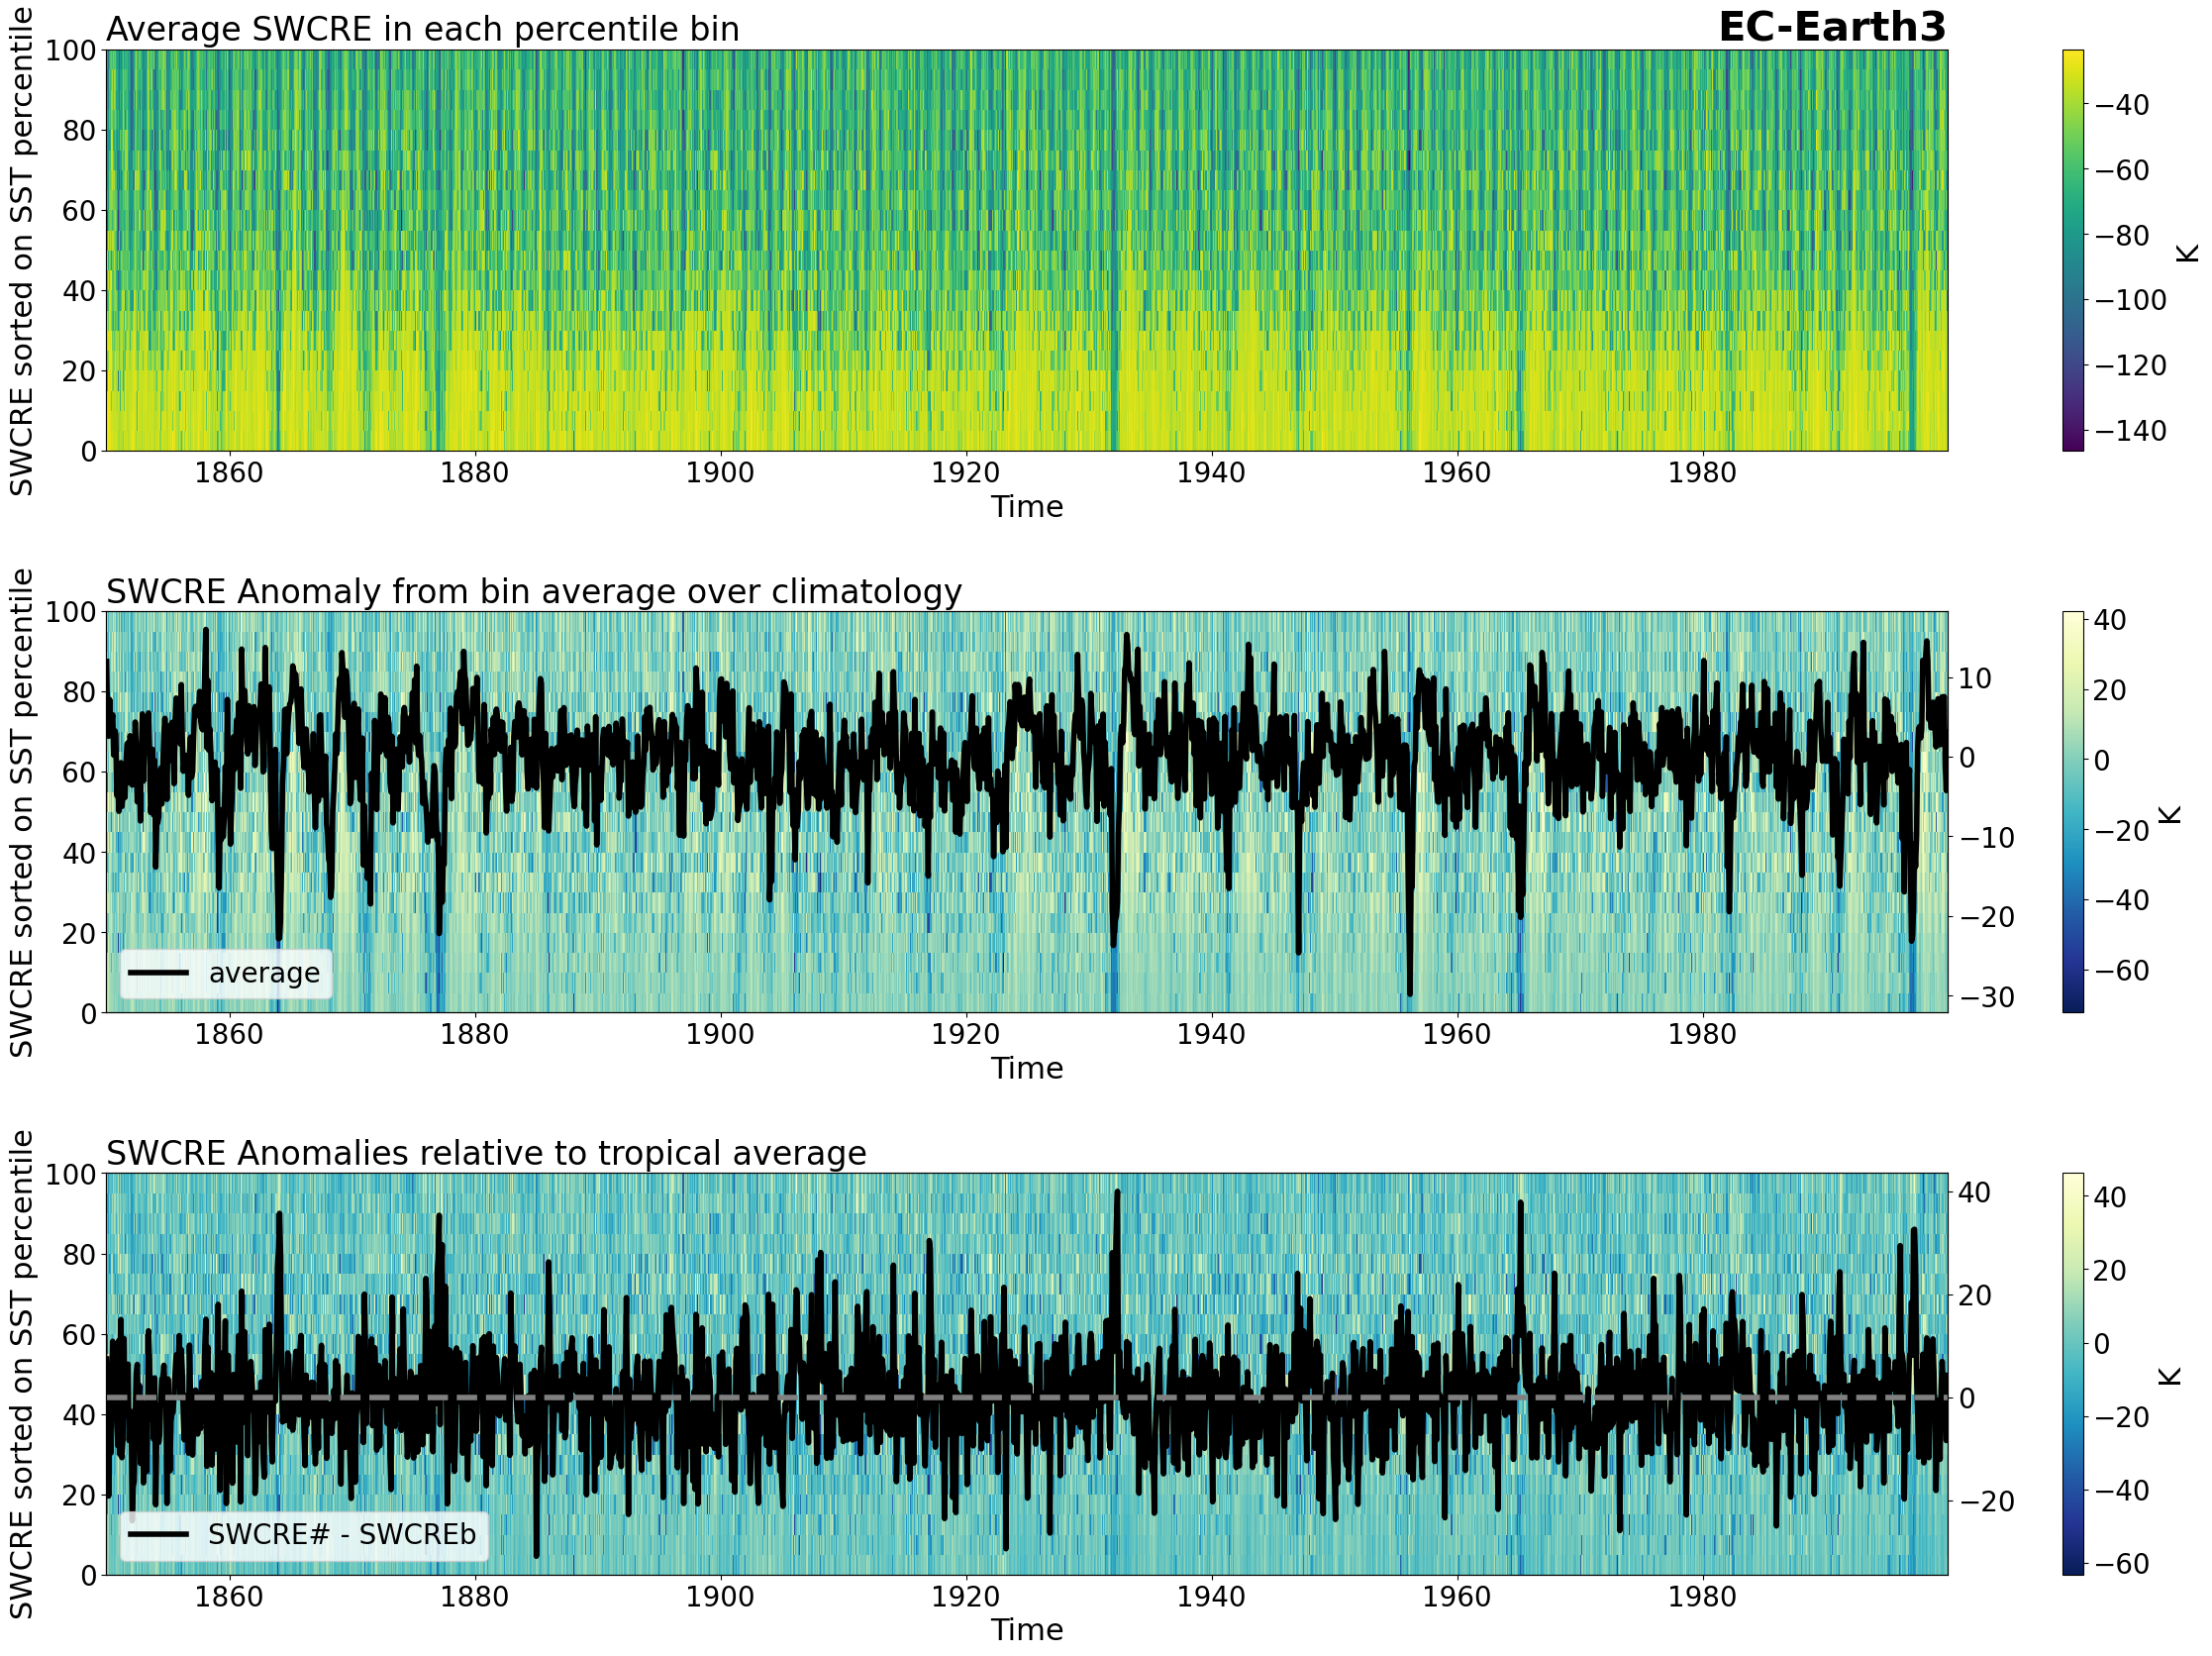 Average SWCRE in each percentile bin
EC-Earth3
SWCRE sorted on SST percentile
100
80
60
40
20
0
1860 1880 1900 1920 1940 1960 1980
Time
−40
−60
−80
−100
−120
−140
K
SWCRE Anomaly from bin average over climatology
SWCRE sorted on SST percentile
100
80
60
40
20
0
average
1860 1880 1900 1920 1940 1960 1980
Time
10
0
−10
−20
−30
40
20
0
−20
−40
−60
K
SWCRE Anomalies relative to tropical average
SWCRE sorted on SST percentile
100
80
60
40
20
0
SWCRE# - SWCREb
1860 1880 1900 1920 1940 1960 1980
Time
40
20
0
−20
40
20
0
−20
−40
−60
K